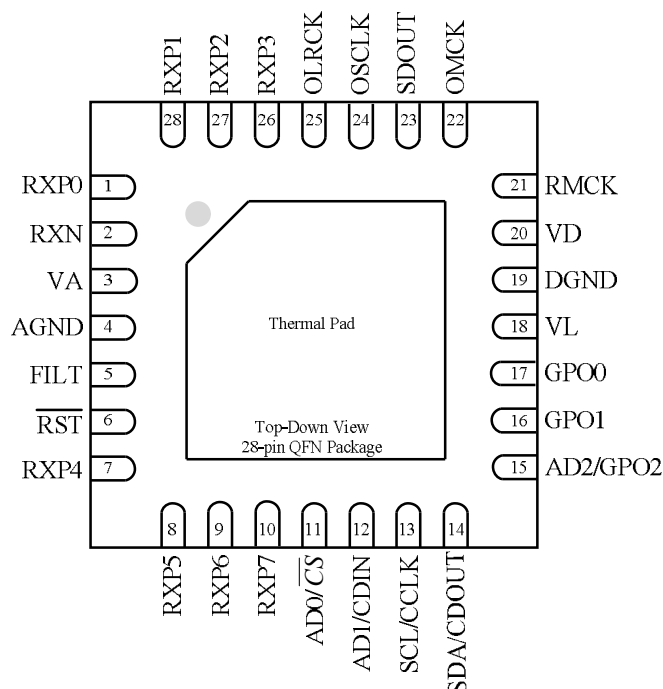 RXP1
RXP2
RXP3
OLRCK
OSCLK
SDOUT
OMCK
28
27
26
25
24
23
22
RXP0 1
RXN 2
VA 3
AGND 4
FILT 5
RST 6
RXP4 7
21 RMCK
20 VD
19 DGND
18 VL
17 GPO0
16 GPO1
15 AD2/GPO2
Thermal Pad
Top-Down View
28-pin QFN Package
8
9
10
11
12
13
14
RXP5
RXP6
RXP7
AD0/CS
AD1/CDIN
SCL/CCLK
SDA/CDOUT